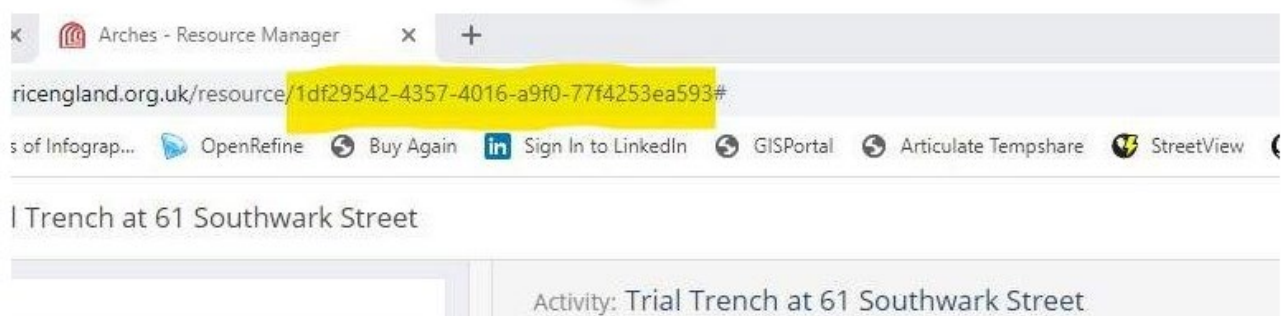 Arches - Resource Manager × +
ricengland.org.uk/resource/1df29542-4357-4016-a9f0-77f4253ea593#
s of Infograp... OpenRefine Buy Again in Sign In to LinkedIn GISPortal Articulate Tempshare StreetView
l Trench at 61 Southwark Street
Activity: Trial Trench at 61 Southwark Street